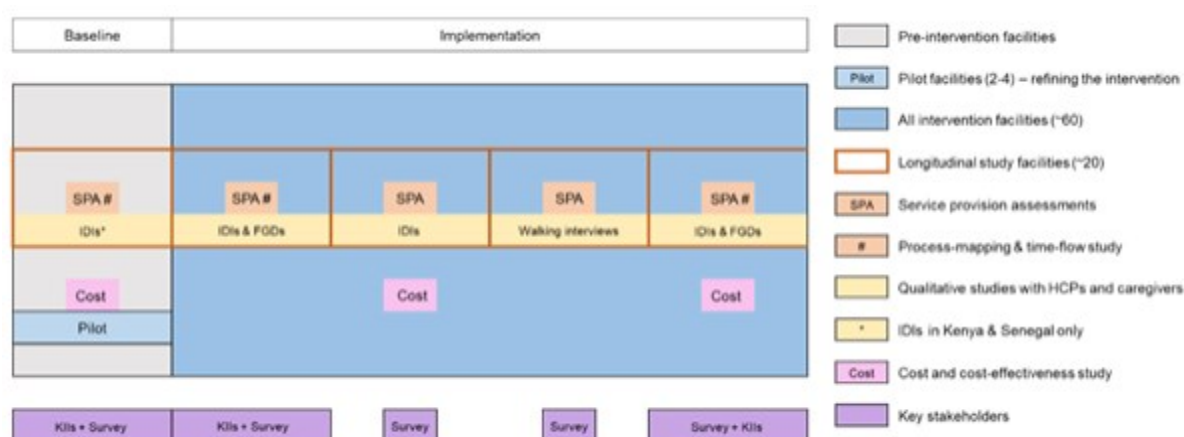 Baseline
Implementation
SPA #
SPA #
SPA
SPA
SPA #
IDIs*
IDIs & FGDs
IDIs
Walking interviews
IDIs & FGDs
Cost
Cost
Cost
Pilot
KIIs + Survey
KIIs + Survey
Survey
Survey
Survey + KIIs
Pre-intervention facilities
Pilot
Pilot facilities (2-4) – refining the intervention
All intervention facilities (~60)
Longitudinal study facilities (~20)
SPA
Service provision assessments
#
Process-mapping & time-flow study
Qualitative studies with HCPs and caregivers
*
IDIs in Kenya & Senegal only
Cost
Cost and cost-effectiveness study
Key stakeholders